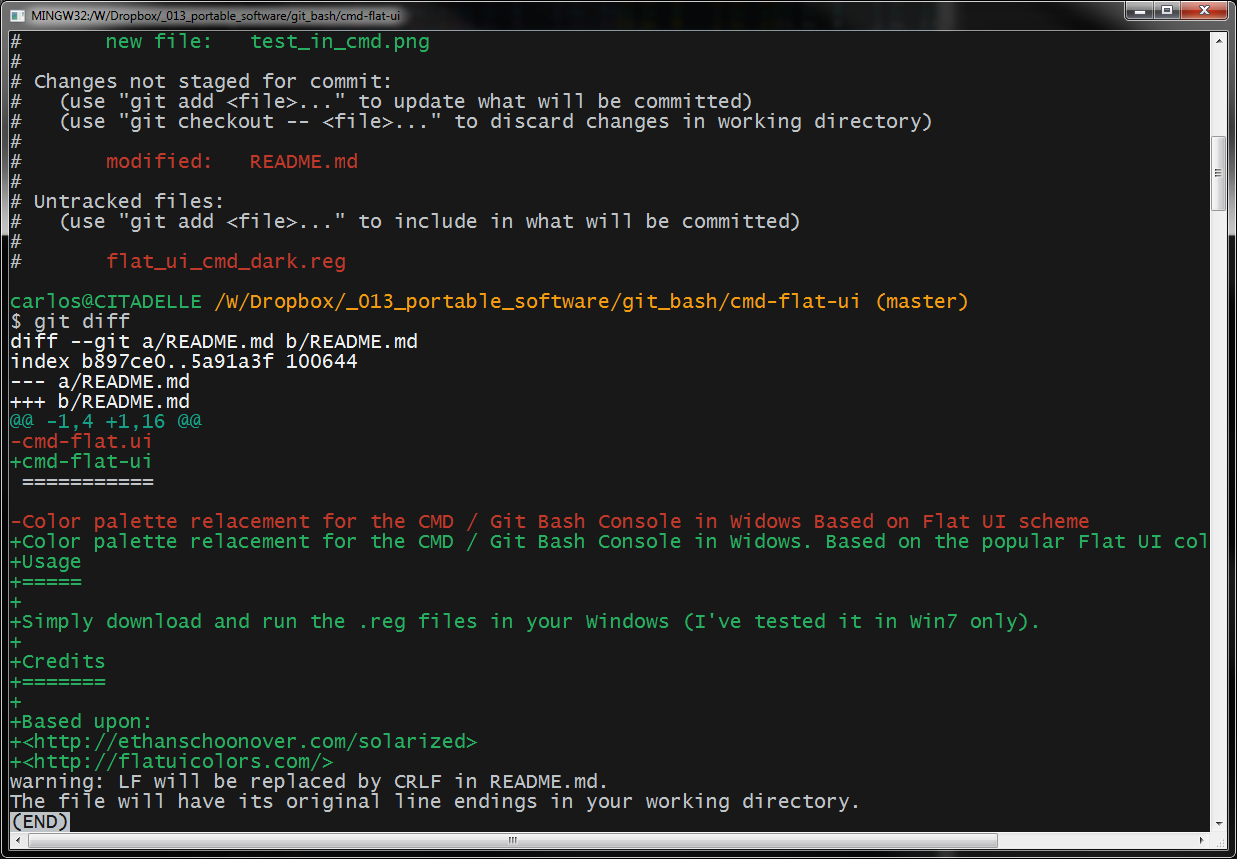 MINGW32:/W/Dropbox/_013_portable_software/git_bash/cmd-flat-ui
#       new file:   test_in_cmd.png
#
# Changes not staged for commit:
#   (use "git add <file>..." to update what will be committed)
#   (use "git checkout -- <file>..." to discard changes in working directory)
#
#       modified:   README.md
#
# Untracked files:
#   (use "git add <file>..." to include in what will be committed)
#
#       flat_ui_cmd_dark.reg

carlos@CITADELLE /W/Dropbox/_013_portable_software/git_bash/cmd-flat-ui (master)
$ git diff
diff --git a/README.md b/README.md
index b897ce0..5a91a3f 100644
--- a/README.md
+++ b/README.md
@@ -1,4 +1,16 @@
-cmd-flat.ui
+cmd-flat-ui
 ===========

-Color palette relacement for the CMD / Git Bash Console in Widows Based on Flat UI scheme
+Color palette relacement for the CMD / Git Bash Console in Widows. Based on the popular Flat UI col
+Usage
+=====
+
+Simply download and run the .reg files in your Windows (I've tested it in Win7 only).
+
+Credits
+=======
+
+Based upon:
+<http://ethanschoonover.com/solarized>
+<http://flatuicolors.com/>
warning: LF will be replaced by CRLF in README.md.
The file will have its original line endings in your working directory.
(END)